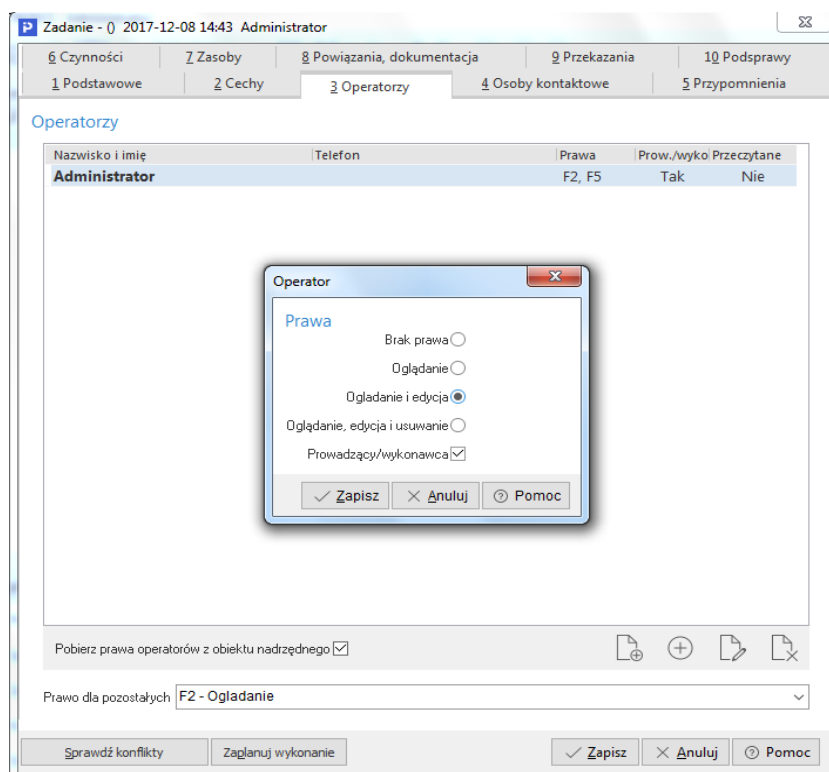 Zadanie - () 2017-12-08 14:43 Administrator
6 Czynności 7 Zasoby 8 Powiązania, dokumentacja 9 Przekazania 10 Podsprawy
1 Podstawowe 2 Cechy 3 Operatorzy 4 Osoby kontaktowe 5 Przypomnienia
Operatorzy
Nazwisko i imię Telefon Prawa Prow./wyko Przeczytane
Administrator F2, F5 Tak Nie
Operator
Prawa
Brak prawa
Oglądanie
Ogladanie i edycja
Oglądanie, edycja i usuwanie
Prowadzący/wykonawca
Zapisz Anuluj Pomoc
Pobierz prawa operatorów z obiektu nadrzędnego
Prawo dla pozostałych F2 - Ogladanie
Sprawdź konflikty Zaplanuj wykonanie Zapisz Anuluj Pomoc